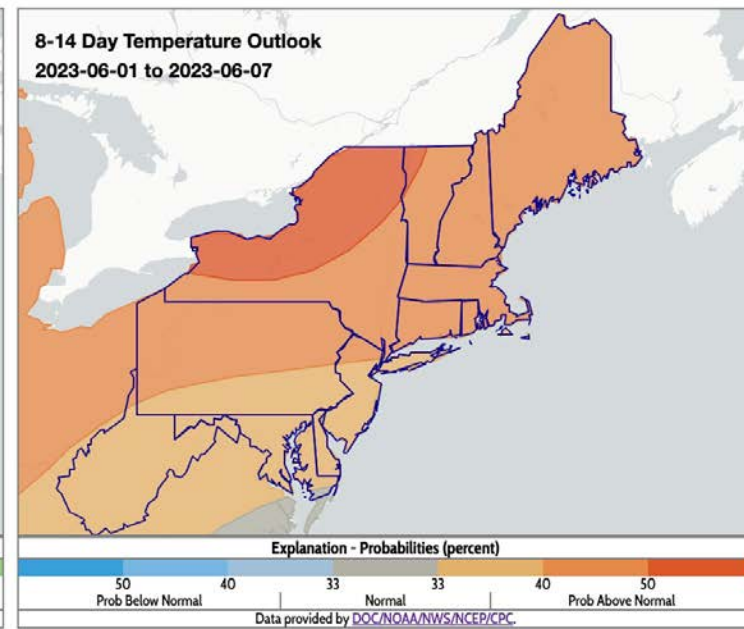 8-14 Day Temperature Outlook
2023-06-01 to 2023-06-07
Explanation - Probabilities (percent)
50 40 33 33 40 50
Prob Below Normal | Normal | Prob Above Normal
Data provided by DOC/NOAA/NWS/NCEP/CPC.